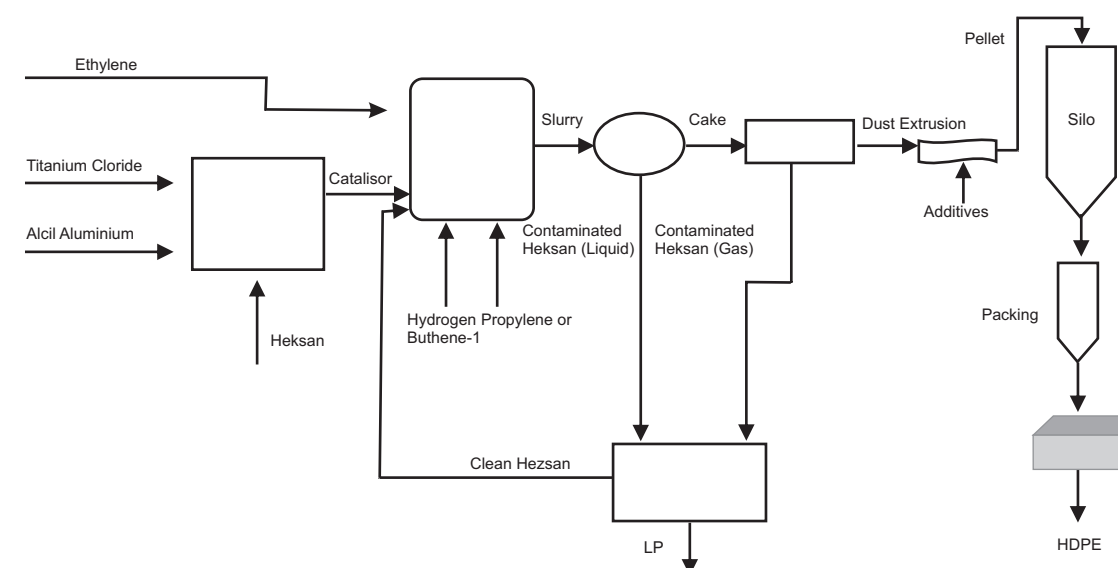 Pellet
Ethylene
Slurry
Cake
Dust Extrusion
Silo
Titanium Cloride
Catalisor
Alcil Aluminium
Additives
Contaminated
Heksan (Liquid)
Contaminated
Heksan (Gas)
Hydrogen Propylene or
Buthene-1
Heksan
Packing
Clean Hezsan
LP
HDPE